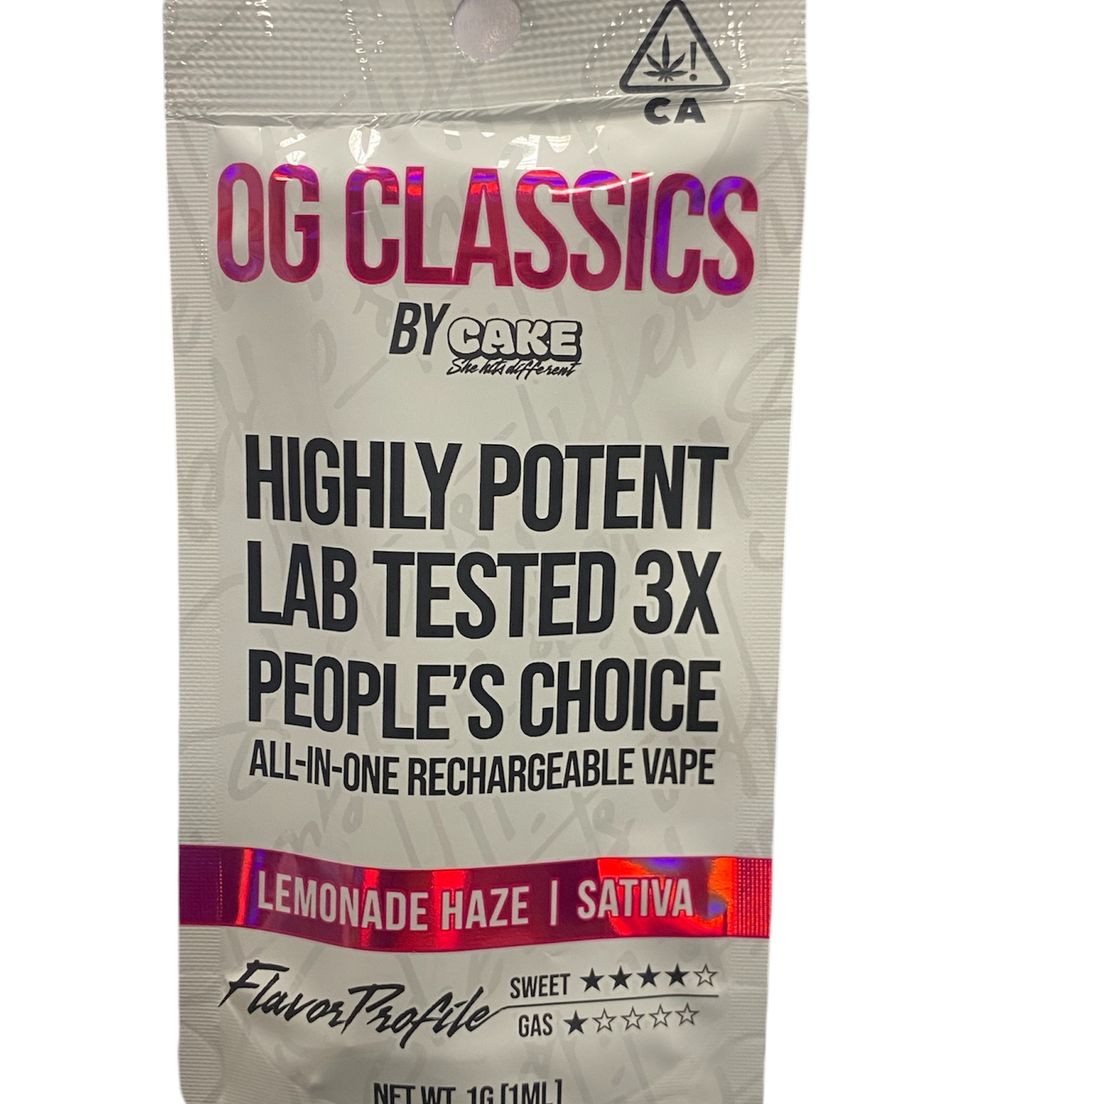 CA
OG CLASSICS
BY CAKE
She hits different
HIGHLY POTENT
LAB TESTED 3X
PEOPLE'S CHOICE
ALL-IN-ONE RECHARGEABLE VAPE
LEMONADE HAZE | SATIVA
Flavor Profile
SWEET ★★★★☆
GAS ★☆☆☆☆
NET WT. 1G [1ML]